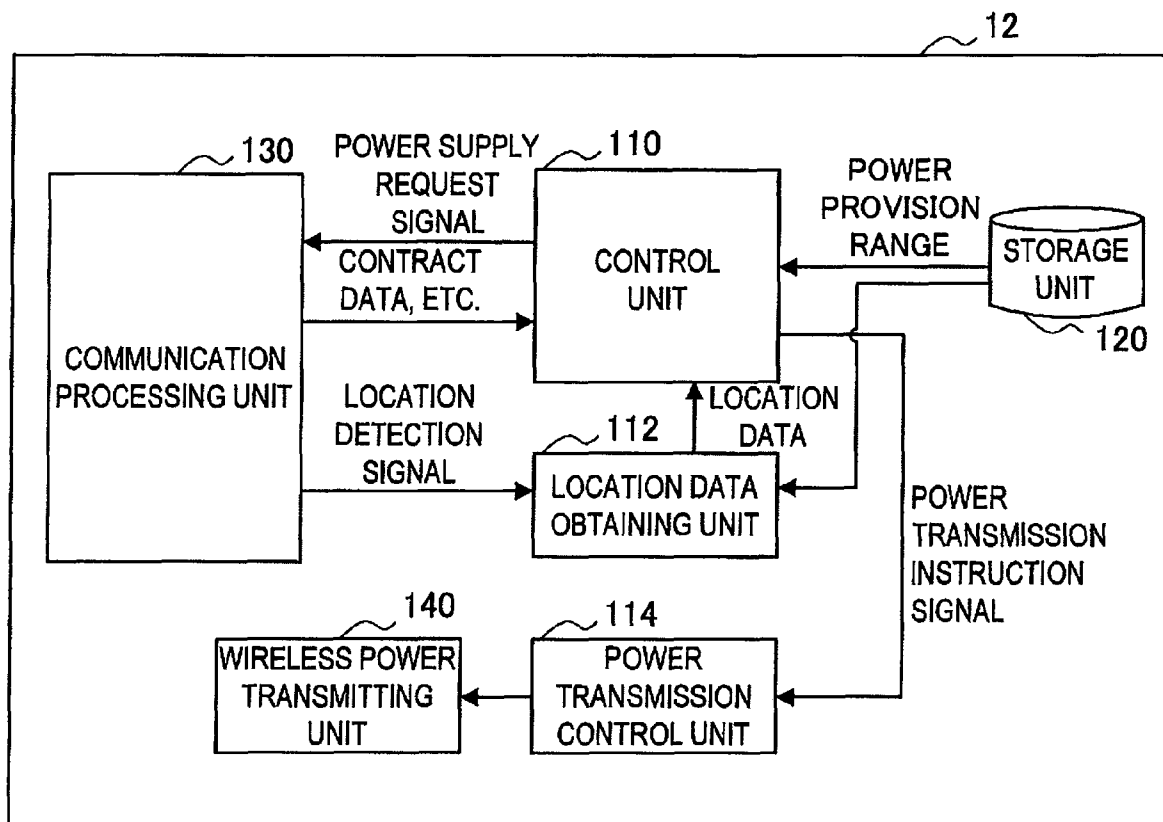 12
130
POWER SUPPLY
REQUEST
SIGNAL
CONTRACT
DATA, ETC.
110
CONTROL
UNIT
POWER
PROVISION
RANGE
STORAGE
UNIT
120
COMMUNICATION
PROCESSING UNIT
LOCATION
DETECTION
SIGNAL
112
LOCATION
DATA
LOCATION DATA
OBTAINING UNIT
POWER
TRANSMISSION
INSTRUCTION
SIGNAL
140
WIRELESS POWER
TRANSMITTING
UNIT
114
POWER
TRANSMISSION
CONTROL UNIT